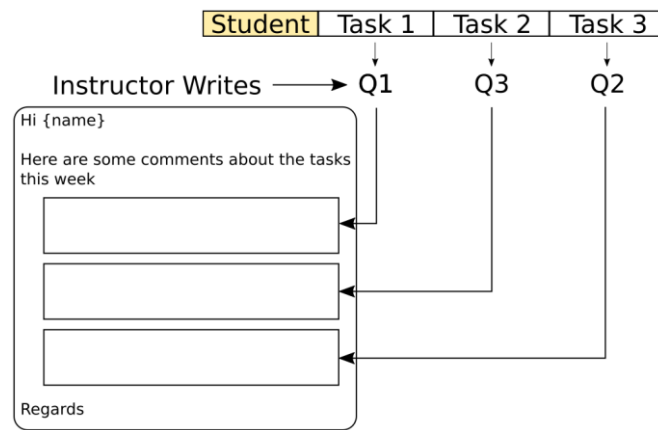 Student Task 1 Task 2 Task 3
Instructor Writes Q1 Q3 Q2
Hi {name}
Here are some comments about the tasks
this week
Regards